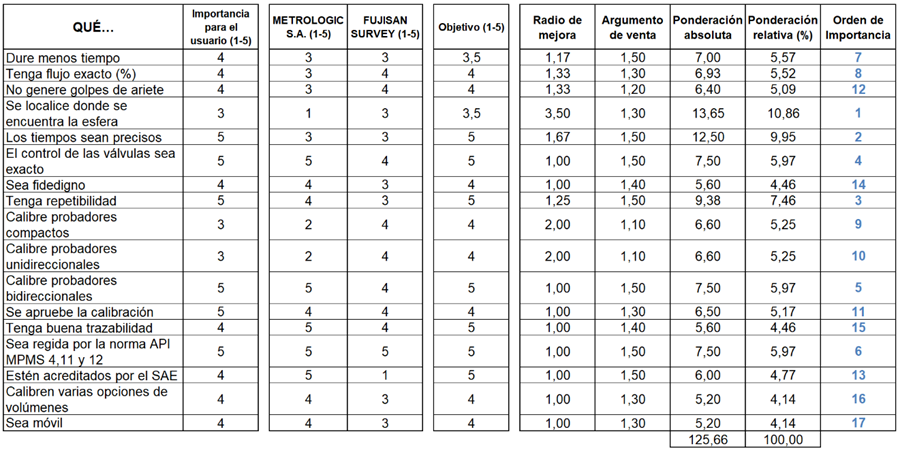 QUÉ… Importancia para el usuario (1-5) METROLOGIC S.A. (1-5) FUJISAN SURVEY (1-5) Objetivo (1-5) Radio de mejora Argumento de venta Ponderación absoluta Ponderación relativa (%) Orden de Importancia
Dure menos tiempo 4 3 3 3,5 1,17 1,50 7,00 5,57 7
Tenga flujo exacto (%) 4 3 4 4 1,33 1,30 6,93 5,52 8
No genere golpes de ariete 4 3 4 4 1,33 1,20 6,40 5,09 12
Se localice donde se
encuentra la esfera 3 1 3 3,5 3,50 1,30 13,65 10,86 1
Los tiempos sean precisos 5 3 3 5 1,67 1,50 12,50 9,95 2
El control de las válvulas sea
exacto 5 5 4 5 1,00 1,50 7,50 5,97 4
Sea fidedigno 4 4 3 4 1,00 1,40 5,60 4,46 14
Tenga repetibilidad 5 4 3 5 1,25 1,50 9,38 7,46 3
Calibre probadores
compactos 3 2 4 4 2,00 1,10 6,60 5,25 9
Calibre probadores
unidireccionales 3 2 4 4 2,00 1,10 6,60 5,25 10
Calibre probadores
bidireccionales 5 5 4 5 1,00 1,50 7,50 5,97 5
Se apruebe la calibración 5 4 4 4 1,00 1,30 6,50 5,17 11
Tenga buena trazabilidad 4 5 4 5 1,00 1,40 5,60 4,46 15
Sea regida por la norma API
MPMS 4,11 y 12 5 5 5 5 1,00 1,50 7,50 5,97 6
Estén acreditados por el SAE 4 5 1 5 1,00 1,50 6,00 4,77 13
Calibren varias opciones de
volúmenes 4 4 3 4 1,00 1,30 5,20 4,14 16
Sea móvil 4 4 3 4 1,00 1,30 5,20 4,14 17
125,66 100,00